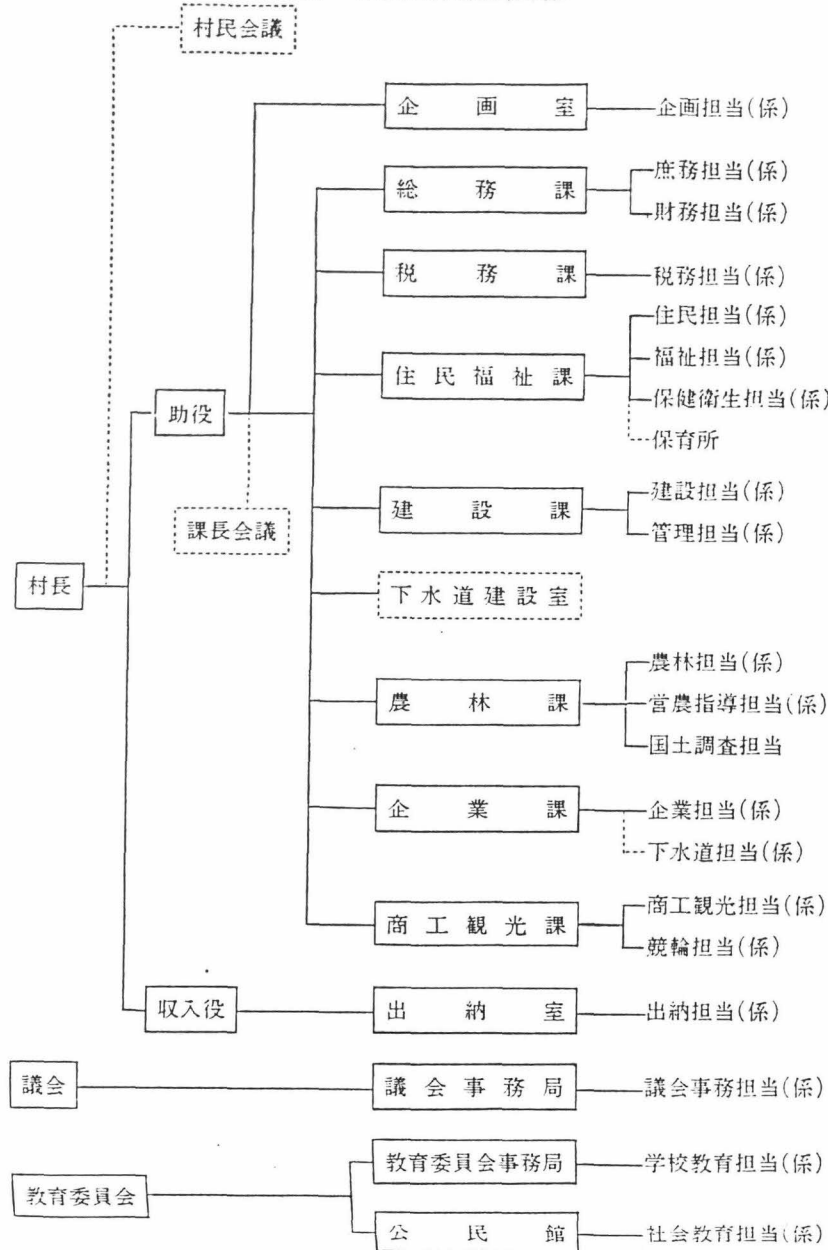 村民会議
企画室
企画担当(係)
総務課
庶務担当(係)
財務担当(係)
税務課
税務担当(係)
住民福祉課
住民担当(係)
福祉担当(係)
保健衛生担当(係)
保育所
助役
課長会議
建設課
建設担当(係)
管理担当(係)
村長
下水道建設室
農林課
農林担当(係)
営農指導担当(係)
国土調査担当
企業課
企業担当(係)
下水道担当(係)
商工観光課
商工観光担当(係)
競輪担当(係)
収入役
出納室
出納担当(係)
議会
議会事務局
議会事務担当(係)
教育委員会
教育委員会事務局
学校教育担当(係)
公民館
社会教育担当(係)